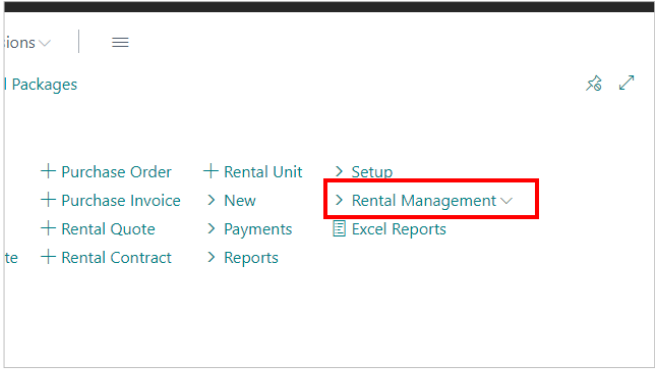 sions
l Packages
+ Purchase Order + Rental Unit > Setup
+ Purchase Invoice > New > Rental Management
+ Rental Quote > Payments Excel Reports
te + Rental Contract > Reports